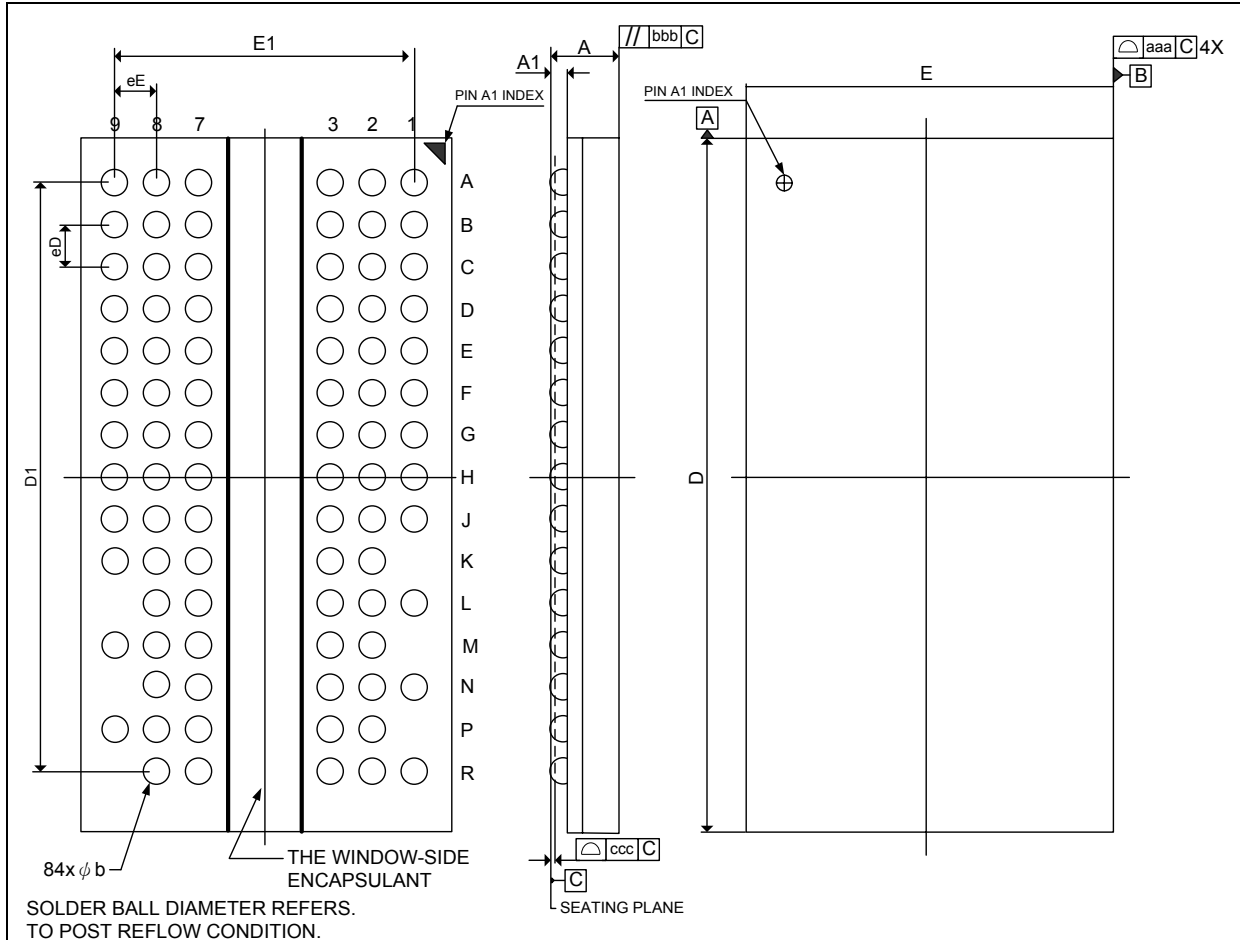 E1
eE
9 8 7 3 2 1
PIN A1 INDEX
A
B
C
D
E
F
G
H
J
K
L
M
N
P
R
eD
D1
84x ϕ b
THE WINDOW-SIDE
ENCAPSULANT
SOLDER BALL DIAMETER REFERS.
TO POST REFLOW CONDITION.
// bbb C
A
A1
⌓ ccc C
C
SEATING PLANE
⌓ aaa C 4X
B
E
PIN A1 INDEX
A
D